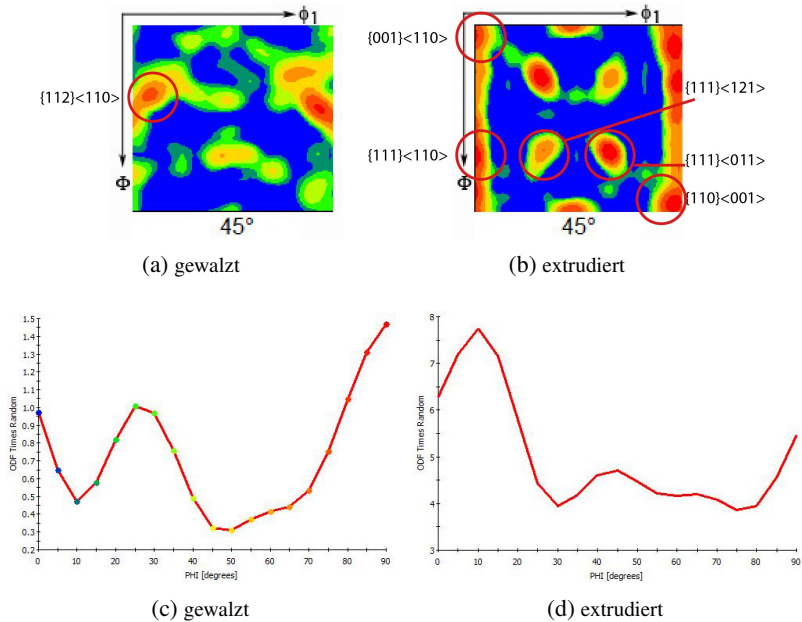 ϕ1
{112}<110>
Φ
45°
(a) gewalzt
ϕ1
{001}<110>
{111}<121>
{111}<110>
{111}<011>
Φ
{110}<001>
45°
(b) extrudiert
1.5
1.4
1.3
1.2
1.1
1.0
0.9
0.8
0.7
0.6
0.5
0.4
0.3
0.2
ODF Times Random
0 10 20 30 40 50 60 70 80 90
PHI [degrees]
(c) gewalzt
8
7
6
5
4
3
ODF Times Random
0 10 20 30 40 50 60 70 80 90
PHI [degrees]
(d) extrudiert